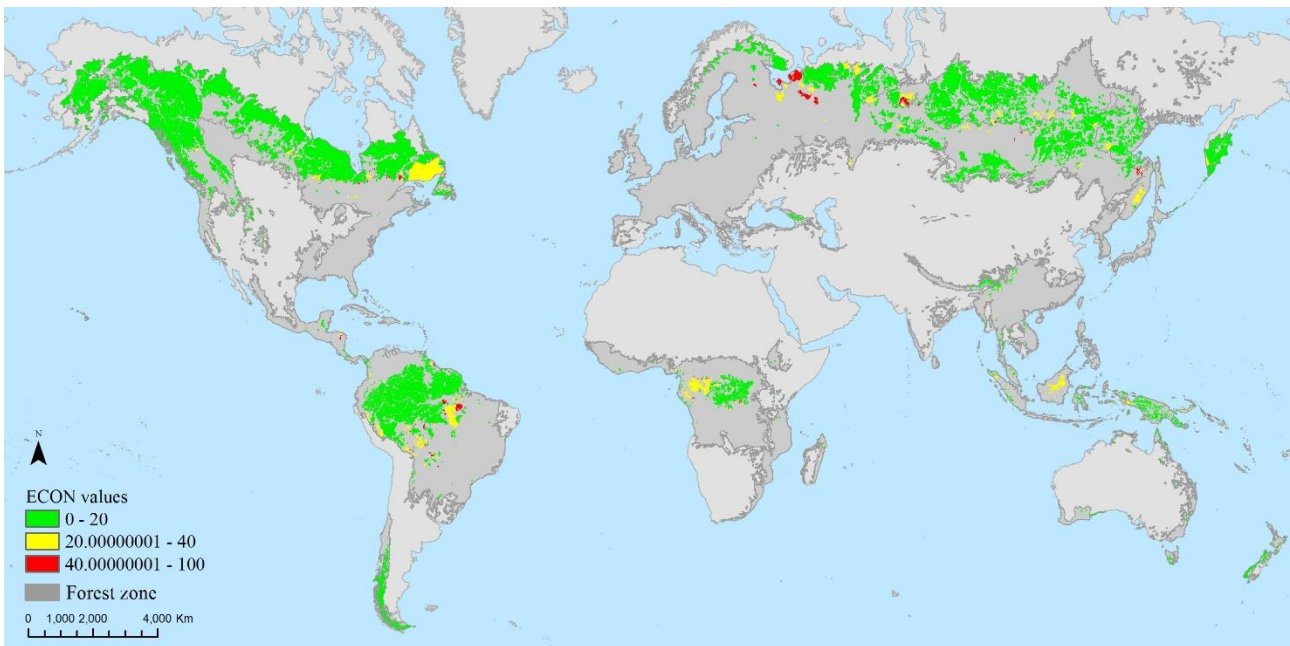 N
ECON values
0 - 20
20.00000001 - 40
40.00000001 - 100
Forest zone
0 1,000 2,000 4,000 Km